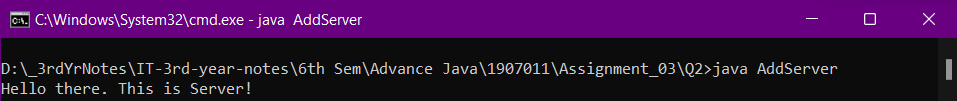 C:\Windows\System32\cmd.exe - java  AddServer
D:\_3rdYrNotes\IT-3rd-year-notes\6th Sem\Advance Java\1907011\Assignment_03\Q2>java AddServer
Hello there. This is Server!